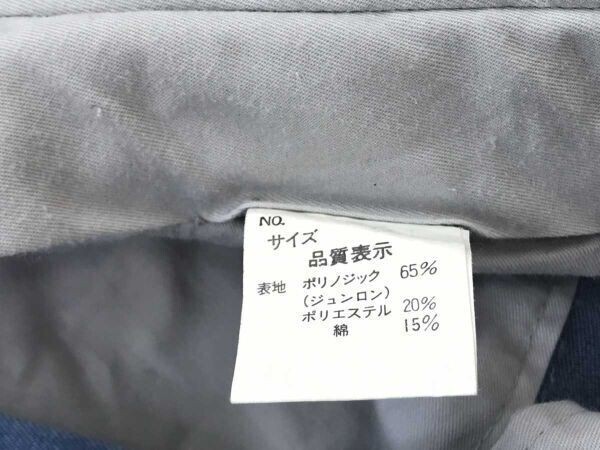 NO.
サイズ
品質表示
表地 ポリノジック 65%
(ジュンロン)
ポリエステル 20%
綿 15%